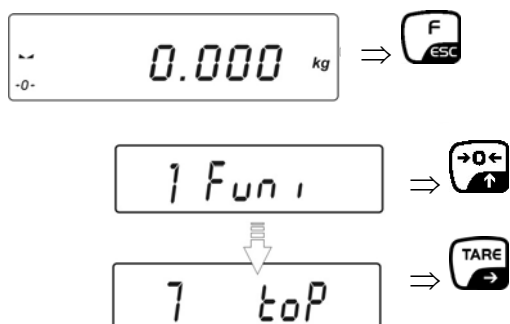 0.000 kg ⇒ F ESC
-0-
1 Funi ⇒ →0← ↑
7 toP ⇒ TARE →